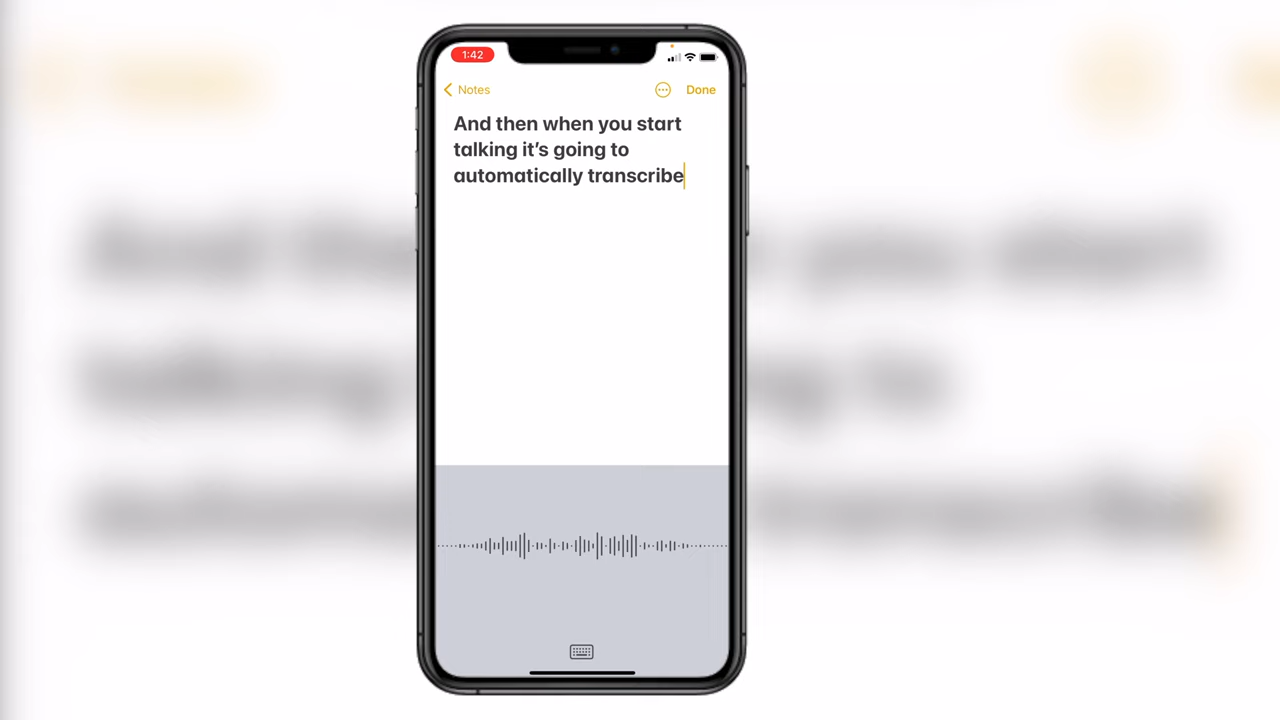 1:42
Notes
Done
And then when you start
talking it’s going to
automatically transcribe